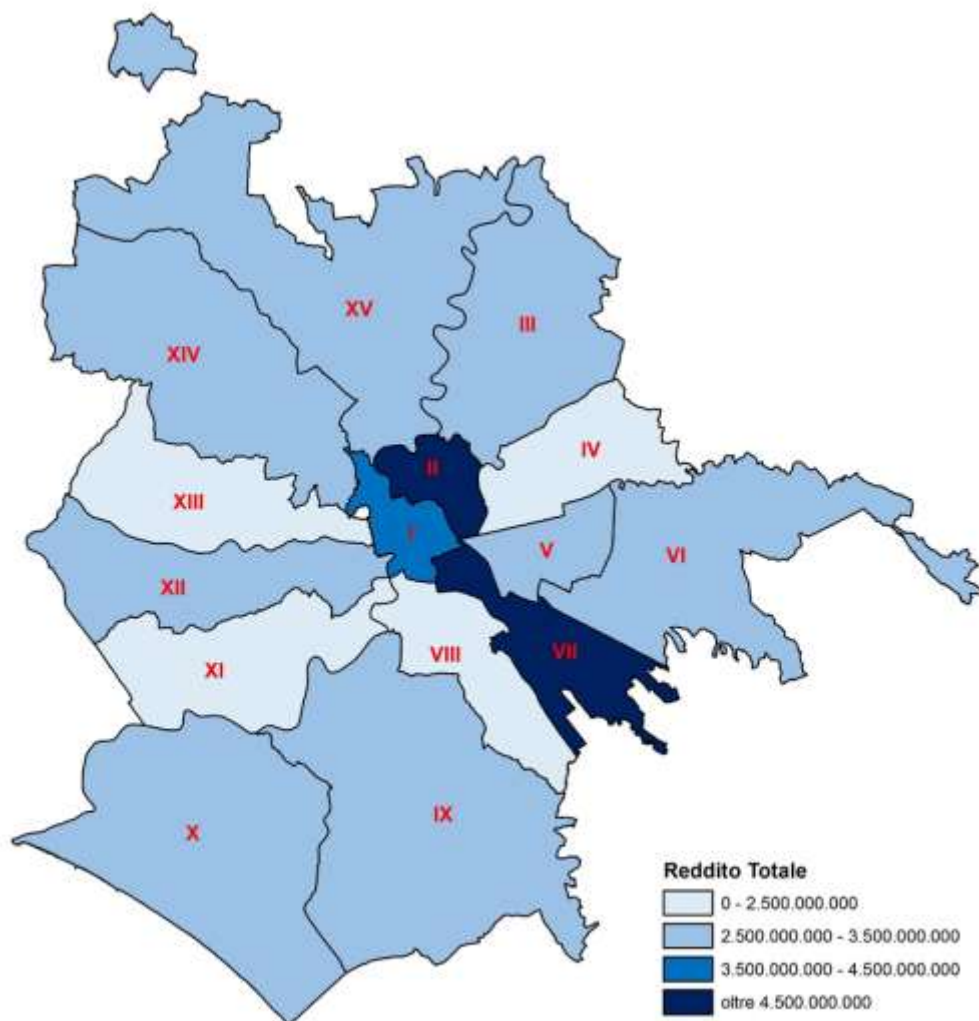 XV
III
XIV
II
IV
XIII
I
V
VI
XII
VIII
VII
XI
IX
X
Reddito Totale
0 - 2.500.000.000
2.500.000.000 - 3.500.000.000
3.500.000.000 - 4.500.000.000
oltre 4.500.000.000